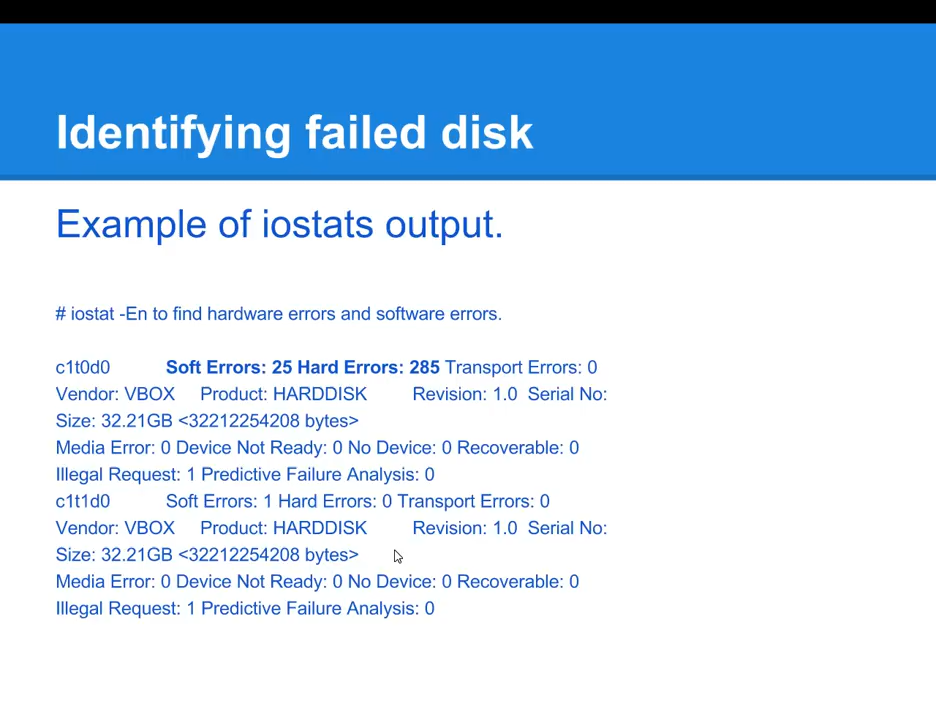 Identifying failed disk
Example of iostats output.
# iostat -En to find hardware errors and software errors.
c1t0d0 Soft Errors: 25 Hard Errors: 285 Transport Errors: 0
Vendor: VBOX Product: HARDDISK Revision: 1.0 Serial No:
Size: 32.21GB <32212254208 bytes>
Media Error: 0 Device Not Ready: 0 No Device: 0 Recoverable: 0
Illegal Request: 1 Predictive Failure Analysis: 0
c1t1d0 Soft Errors: 1 Hard Errors: 0 Transport Errors: 0
Vendor: VBOX Product: HARDDISK Revision: 1.0 Serial No:
Size: 32.21GB <32212254208 bytes>
Media Error: 0 Device Not Ready: 0 No Device: 0 Recoverable: 0
Illegal Request: 1 Predictive Failure Analysis: 0